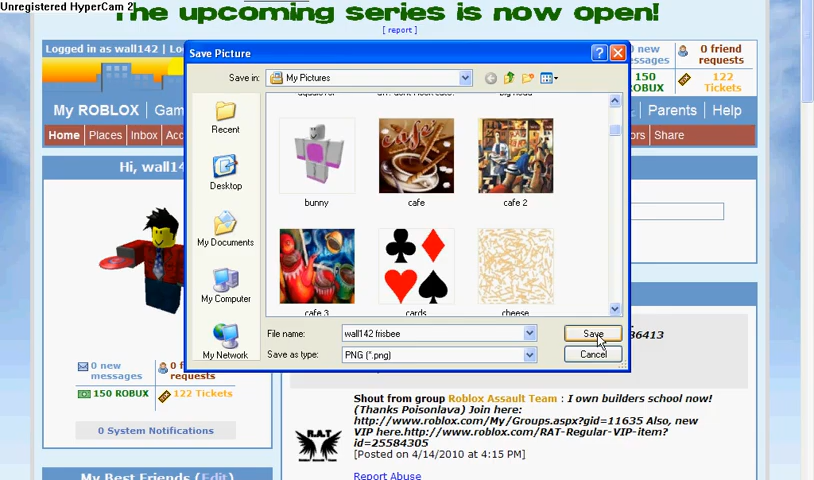 Unregistered HyperCam 2
The upcoming series is now open!
[ report ]
Logged in as wall142 |
new messages
0 friend requests
150 ROBUX
122 Tickets
My ROBLOX
Parents | Help
Home | Places | Inbox
Share
Hi,
Save Picture
Save in: My Pictures
Recent
Desktop
My Documents
My Computer
My Network
bunny
cafe
cafe 2
cafe 3
cards
cheese
File name: wall142 frisbee
Save
Save as type: PNG (*.png)
Cancel
0 new messages
150 ROBUX
122 Tickets
0 System Notifications
My Best Friends (Edit)
Shout from group Roblox Assault Team : I own builders school now!
(Thanks Poisonlava) Join here:
http://www.roblox.com/My/Groups.aspx?gid=11635 Also, new
VIP here.http://www.roblox.com/RAT-Regular-VIP-item?
id=25584305
[Posted on 4/14/2010 at 4:15 PM]
R.A.T
Report Abuse